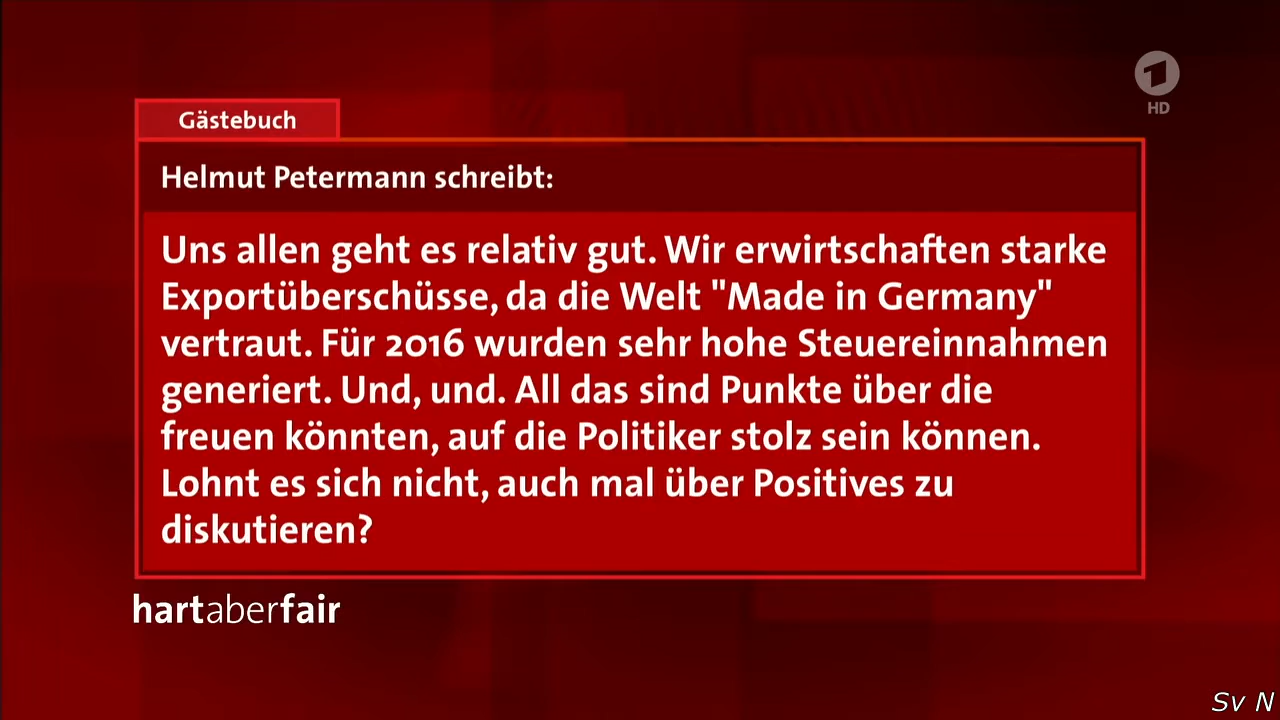 1
HD
Gästebuch
Helmut Petermann schreibt:
Uns allen geht es relativ gut. Wir erwirtschaften starke
Exportüberschüsse, da die Welt "Made in Germany"
vertraut. Für 2016 wurden sehr hohe Steuereinnahmen
generiert. Und, und. All das sind Punkte über die
freuen könnten, auf die Politiker stolz sein können.
Lohnt es sich nicht, auch mal über Positives zu
diskutieren?
hartaberfair
Sv N